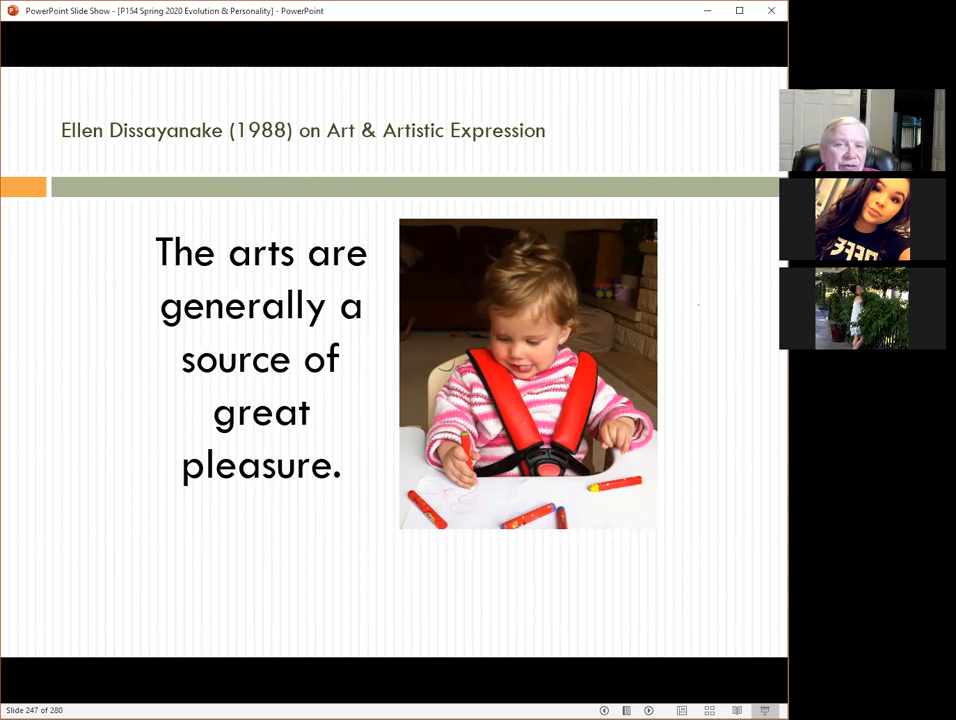 PowerPoint Slide Show - [P154 Spring 2020 Evolution & Personality] - PowerPoint
Ellen Dissayanake (1988) on Art & Artistic Expression
The arts are
generally a
source of
great
pleasure.
Slide 247 of 280